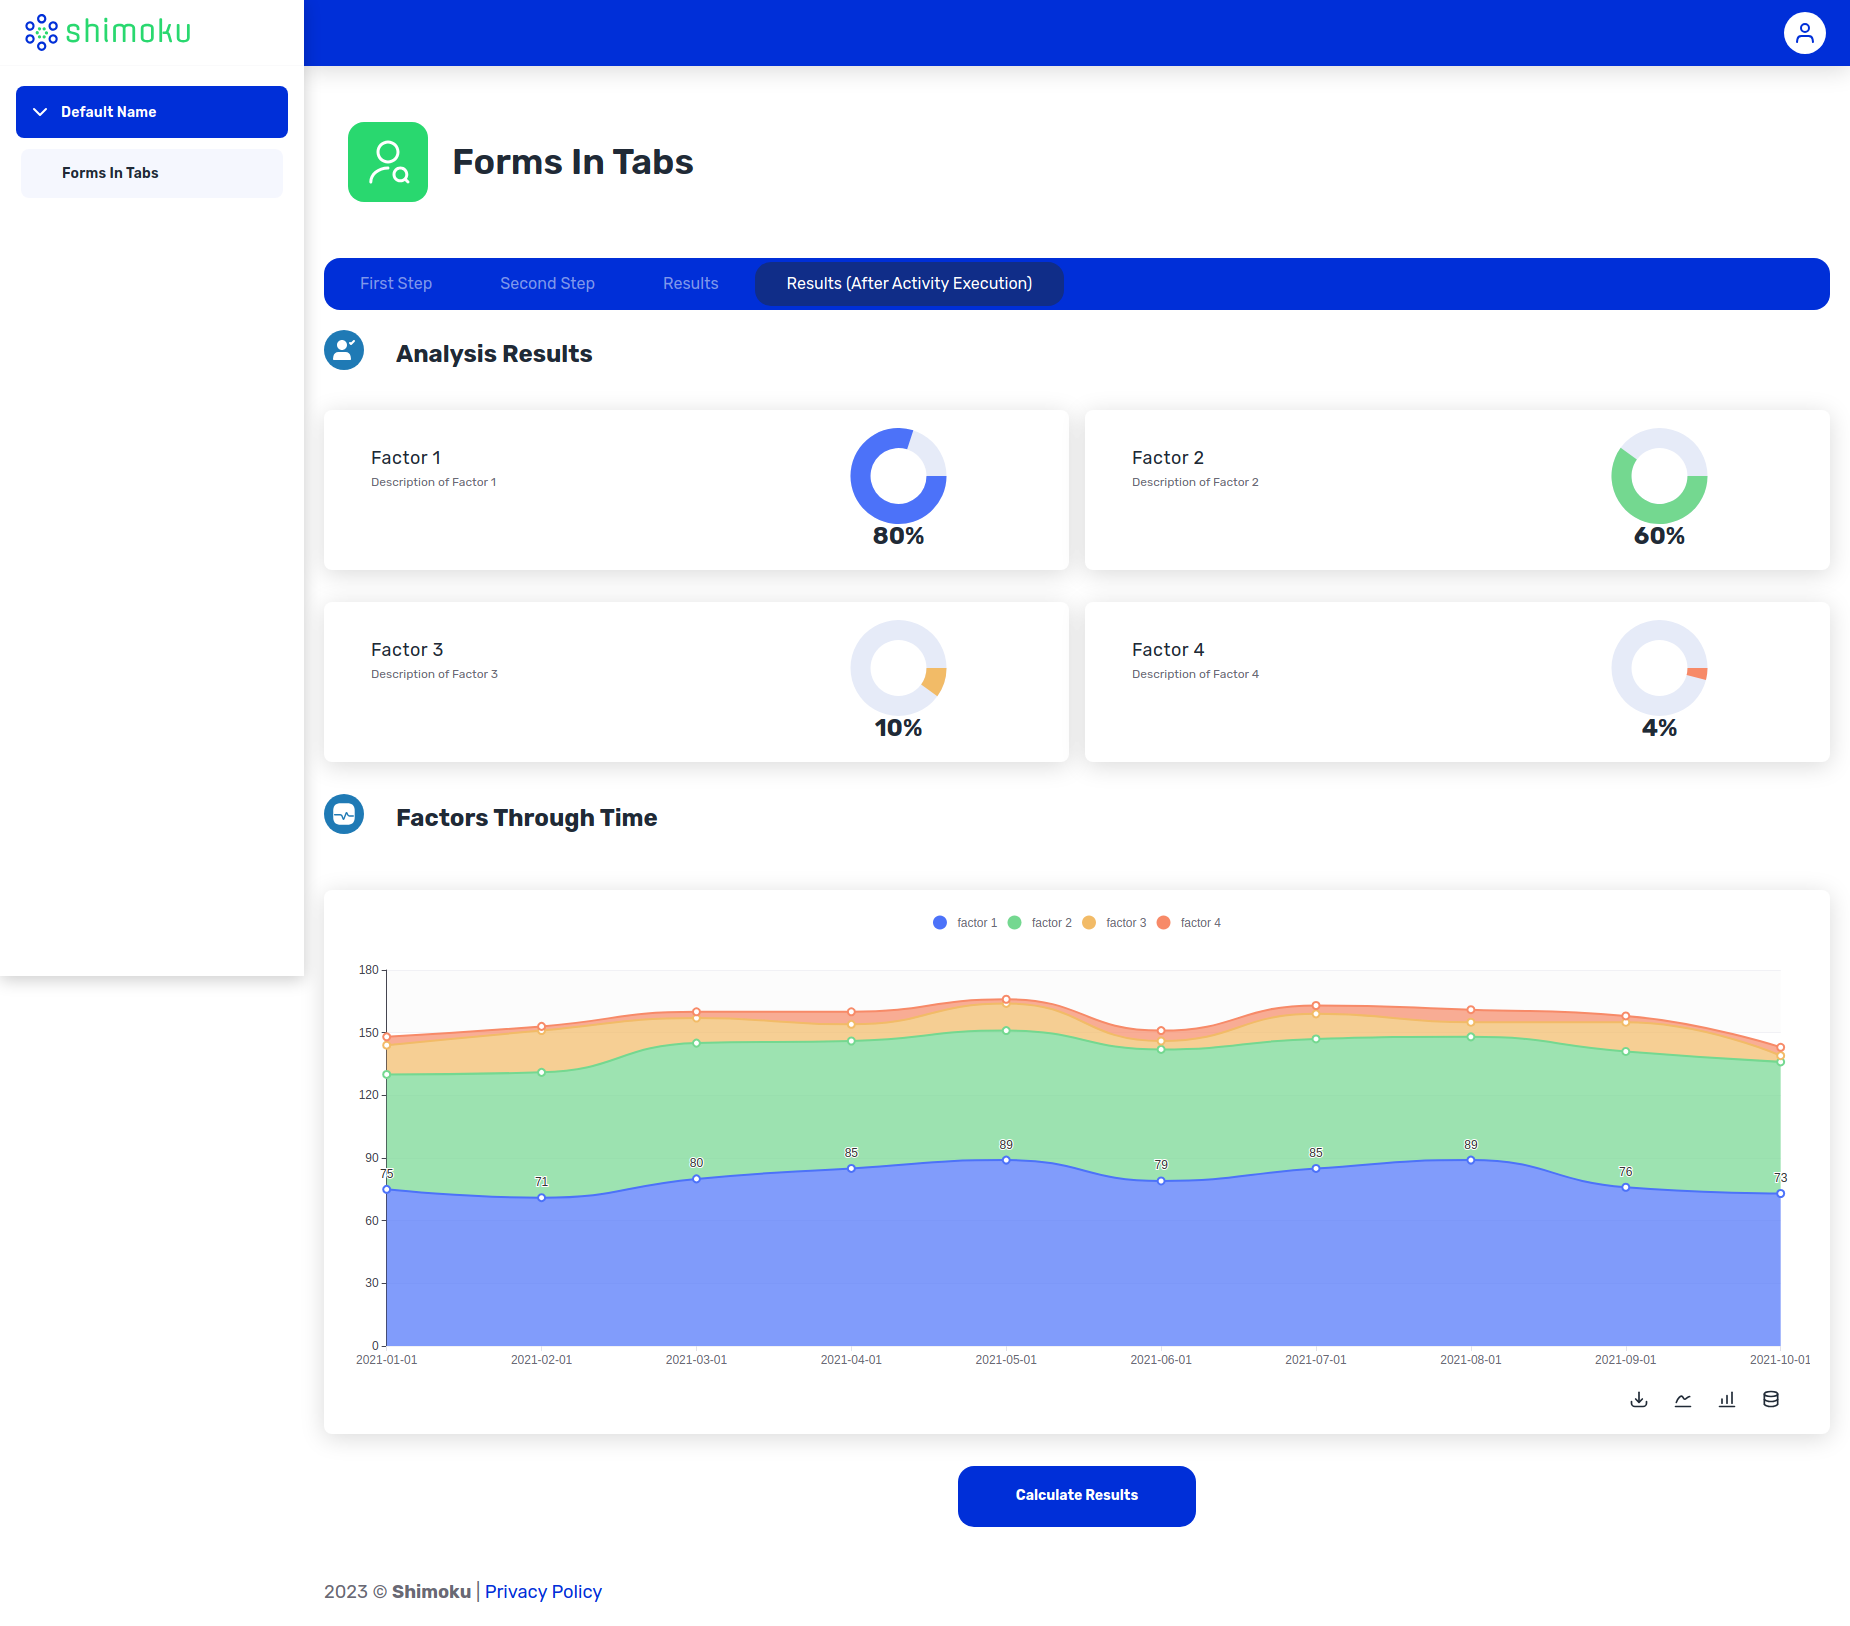 shimoku
Default Name
Forms In Tabs
Forms In Tabs
First Step Second Step Results Results (After Activity Execution)
Analysis Results
Factor 1
Description of Factor 1
80%
Factor 2
Description of Factor 2
60%
Factor 3
Description of Factor 3
10%
Factor 4
Description of Factor 4
4%
Factors Through Time
factor 1 factor 2 factor 3 factor 4
180
150
120
90
60
30
0
75 71 80 85 89 79 85 89 76 73
2021-01-01 2021-02-01 2021-03-01 2021-04-01 2021-05-01 2021-06-01 2021-07-01 2021-08-01 2021-09-01 2021-10-01
Calculate Results
2023 © Shimoku | Privacy Policy